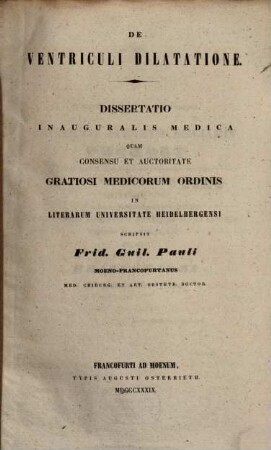 DE
VENTRICULI DILATATIONE.
DISSERTATIO
INAUGURALIS MEDICA
QUAM
CONSENSU ET AUCTORITATE
GRATIOSI MEDICORUM ORDINIS
IN
LITERARUM UNIVERSITATE HEIDELBERGENSI
SCRIPSIT
Frid. Guil. Pauli
MOENO-FRANCOFURTANUS
MED. CHIRURG. ET ART. OBSTETR. DOCTOR.
FRANCOFURTI AD MOENUM,
TYPIS AUGUSTI OSTERRIETH.
MDCCCXXXIX.